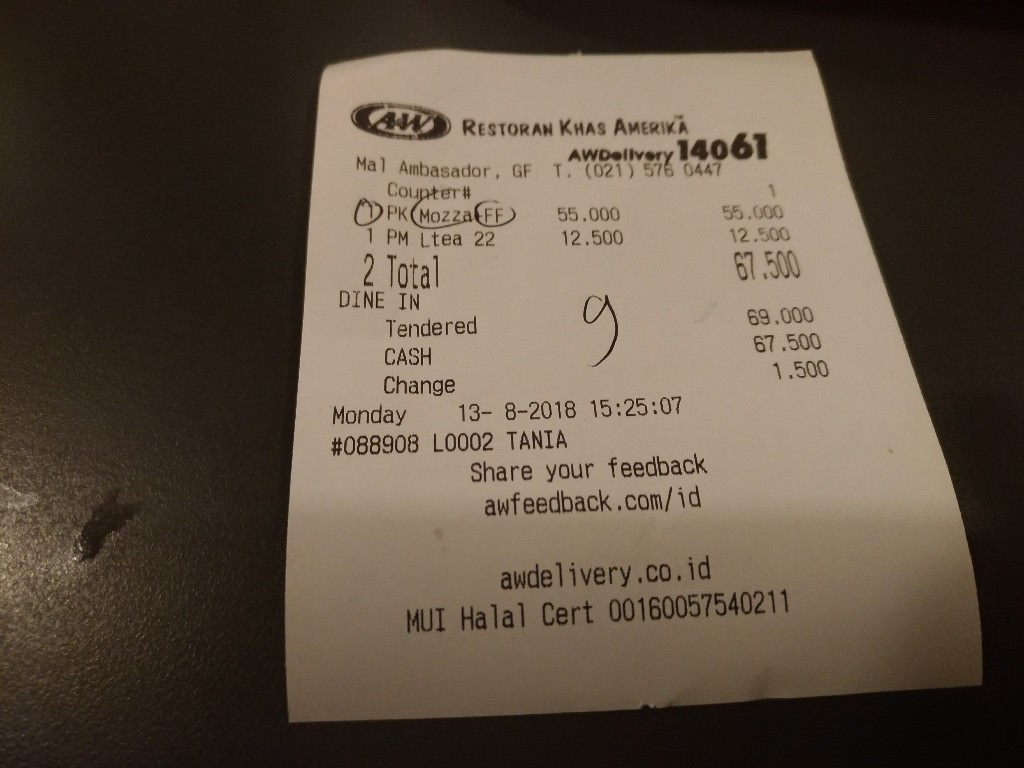 A&W RESTORAN KHAS AMERIKA™
AWDelivery 14061
Mal Ambasador, GF T. (021) 576 0447
Counter# 1
1 PK Mozza FF 55.000 55.000
1 PM Ltea 22 12.500 12.500
2 Total 67.500
DINE IN
9
Tendered 69.000
CASH 67.500
Change 1.500
Monday 13- 8-2018 15:25:07
#088908 L0002 TANIA
Share your feedback
awfeedback.com/id
awdelivery.co.id
MUI Halal Cert 00160057540211